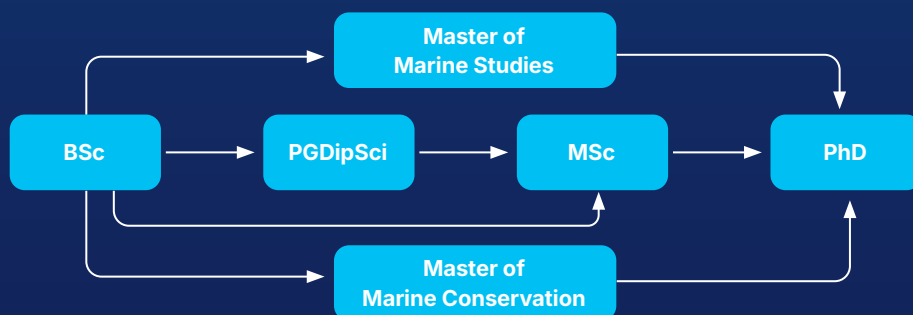 Master of
Marine Studies
BSc
PGDipSci
MSc
PhD
Master of
Marine Conservation